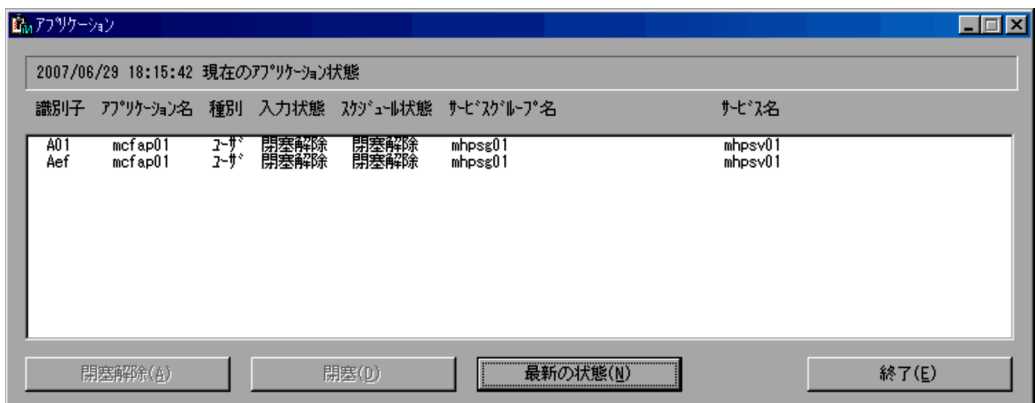 ｱﾌﾟﾘｹｰｼｮﾝ
2007/06/29 18:15:42 現在のｱﾌﾟﾘｹｰｼｮﾝ状態
識別子 ｱﾌﾟﾘｹｰｼｮﾝ名 種別 入力状態 ｽｹｼﾞｭｰﾙ状態 ｻｰﾋﾞｽｸﾞﾙｰﾌﾟ名 ｻｰﾋﾞｽ名
A01 mcfap01 ﾕｰｻﾞ 閉塞解除 閉塞解除 mhpsg01 mhpsv01
Aef mcfap01 ﾕｰｻﾞ 閉塞解除 閉塞解除 mhpsg01 mhpsv01
閉塞解除(A) 閉塞(D) 最新の状態(N) 終了(E)